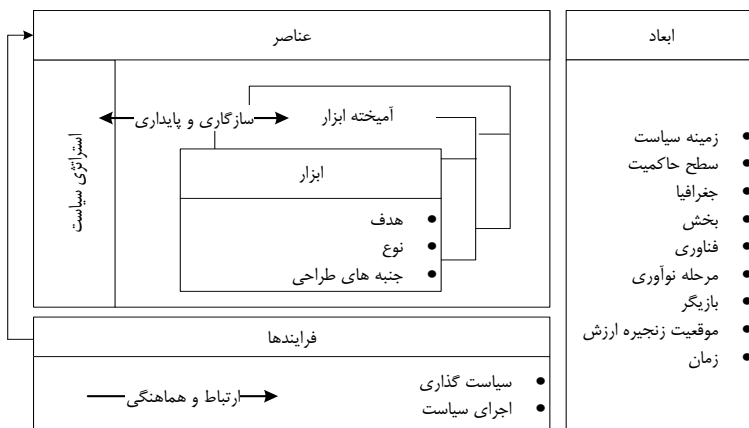 ابعاد
زمینه سیاست
سطح حاکمیت
جغرافیا
بخش
فناوری
مرحله نوآوری
بازیگر
موقعیت زنجیره ارزش
زمان
عناصر
آمیخته ابزار
سازگاری و پایداری
استراتژی سیاست
ابزار
هدف
نوع
جنبه های طراحی
فرایندها
سیاست گذاری
اجرای سیاست
ارتباط و هماهنگی